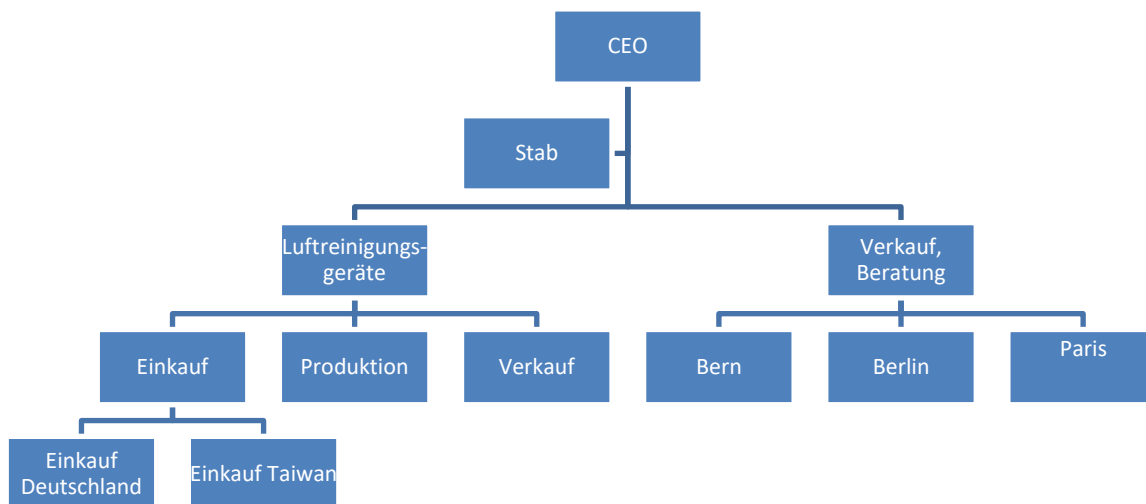 CEO
Stab
Luftreinigungs-
geräte
Verkauf,
Beratung
Einkauf
Produktion
Verkauf
Bern
Berlin
Paris
Einkauf
Deutschland
Einkauf Taiwan